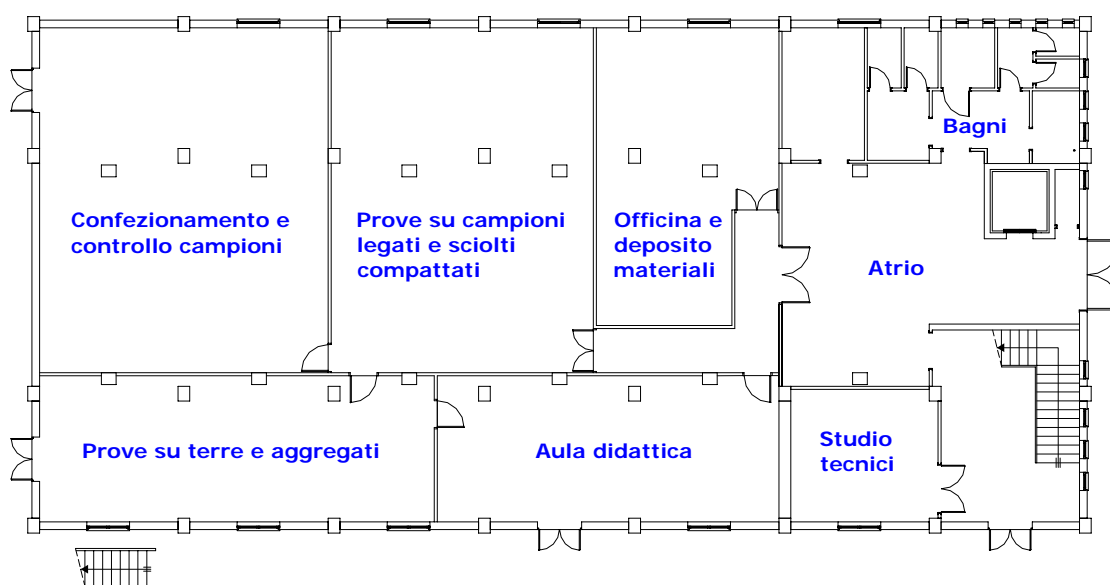 Bagni
Confezionamento e
controllo campioni
Prove su campioni
legati e sciolti
compattati
Officina e
deposito
materiali
Atrio
Prove su terre e aggregati
Aula didattica
Studio
tecnici